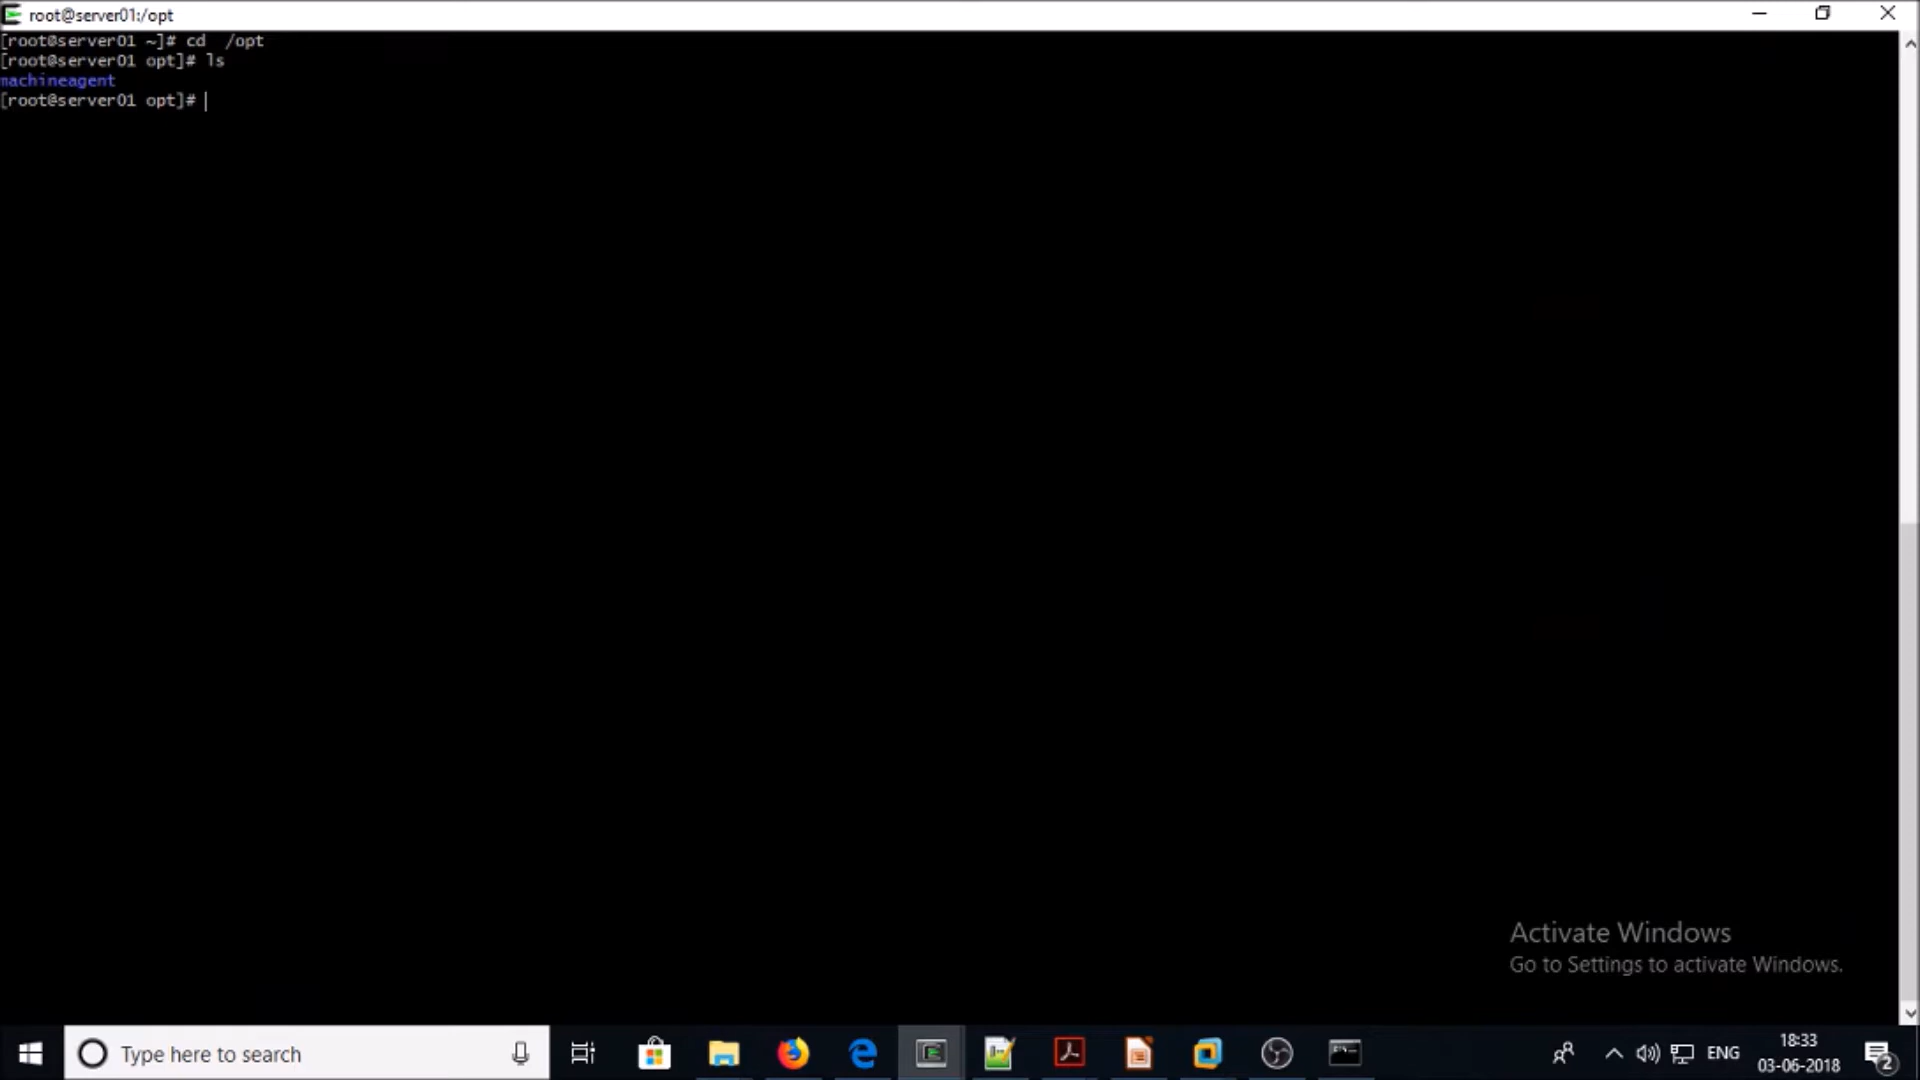 root@server01:/opt
[root@server01 ~]# cd  /opt
[root@server01 opt]# ls
machineagent
[root@server01 opt]#
Activate Windows
Go to Settings to activate Windows.
Type here to search
ENG
18:33
03-06-2018
2